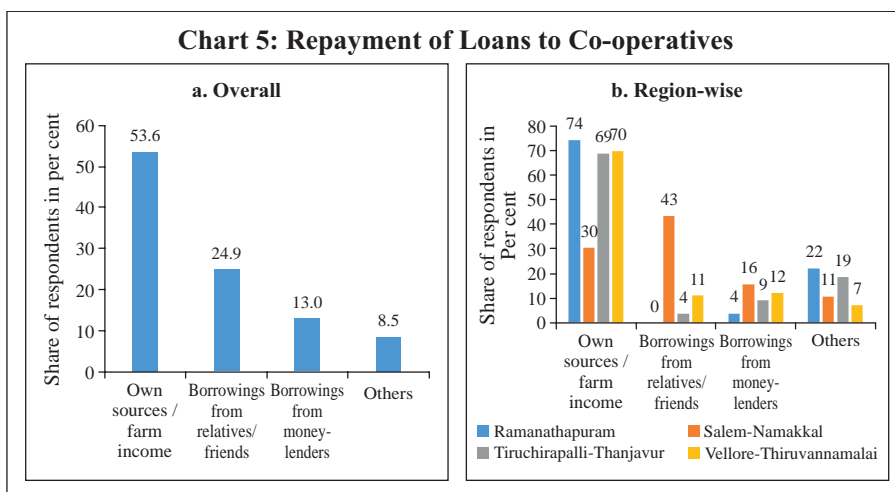 Chart 5: Repayment of Loans to Co-operatives
a. Overall
Share of respondents in per cent
60
50
40
30
20
10
0
53.6
24.9
13.0
8.5
Own
sources /
farm
income
Borrowings
from
relatives/
friends
Borrowings
from
money-
lenders
Others
b. Region-wise
Share of respondents in
Per cent
80
70
60
50
40
30
20
10
0
74
30
69
70
0
43
4
11
4
16
9
12
22
11
19
7
Own
sources /
farm
income
Borrowings
from
relatives/
friends
Borrowings
from
money-
lenders
Others
Ramanathapuram
Salem-Namakkal
Tiruchirapalli-Thanjavur
Vellore-Thiruvannamalai